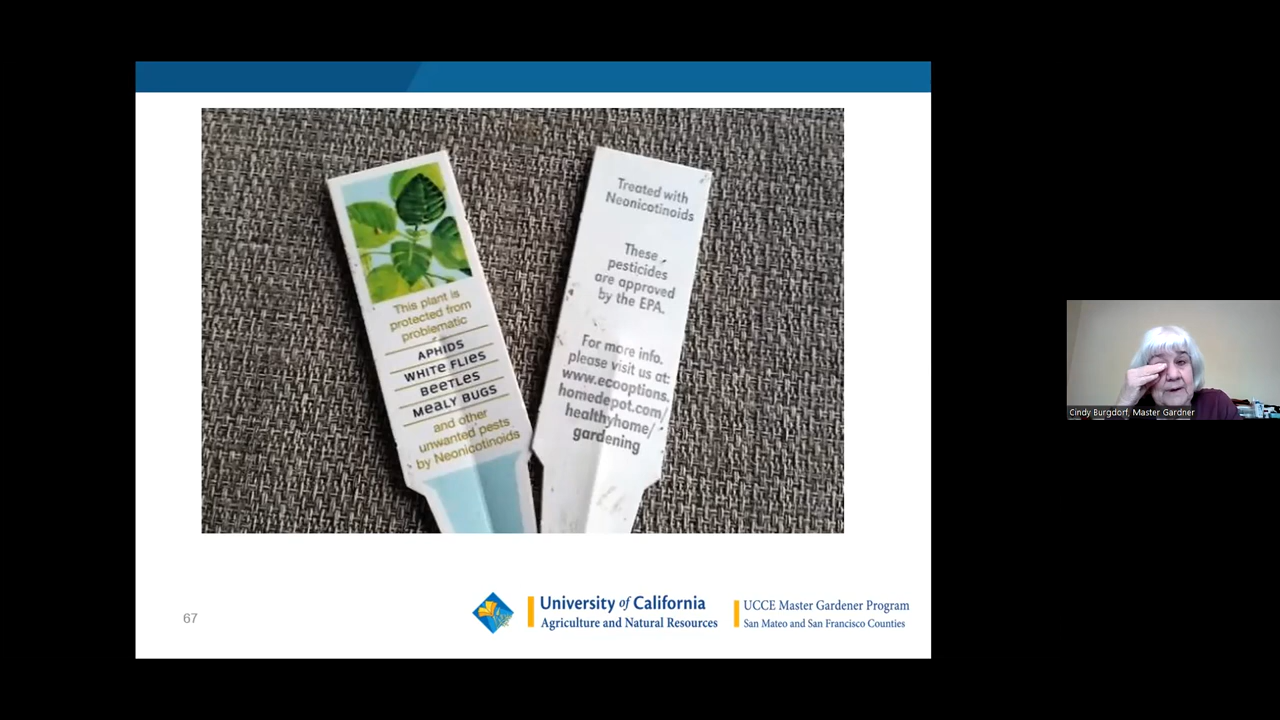 This plant is
protected from
problematic
APHIDS
WHITE FLIES
BEETLES
MEALY BUGS
and other
unwanted pests
by Neonicotinoids
Treated with
Neonicotinoids
These
pesticides
are approved
by the EPA.
For more info.
please visit us at:
www.ecooptions.
homedepot.com/
healthyhome/
gardening
67
University of California
Agriculture and Natural Resources
UCCE Master Gardener Program
San Mateo and San Francisco Counties
Cindy Burgdorf, Master Gardner